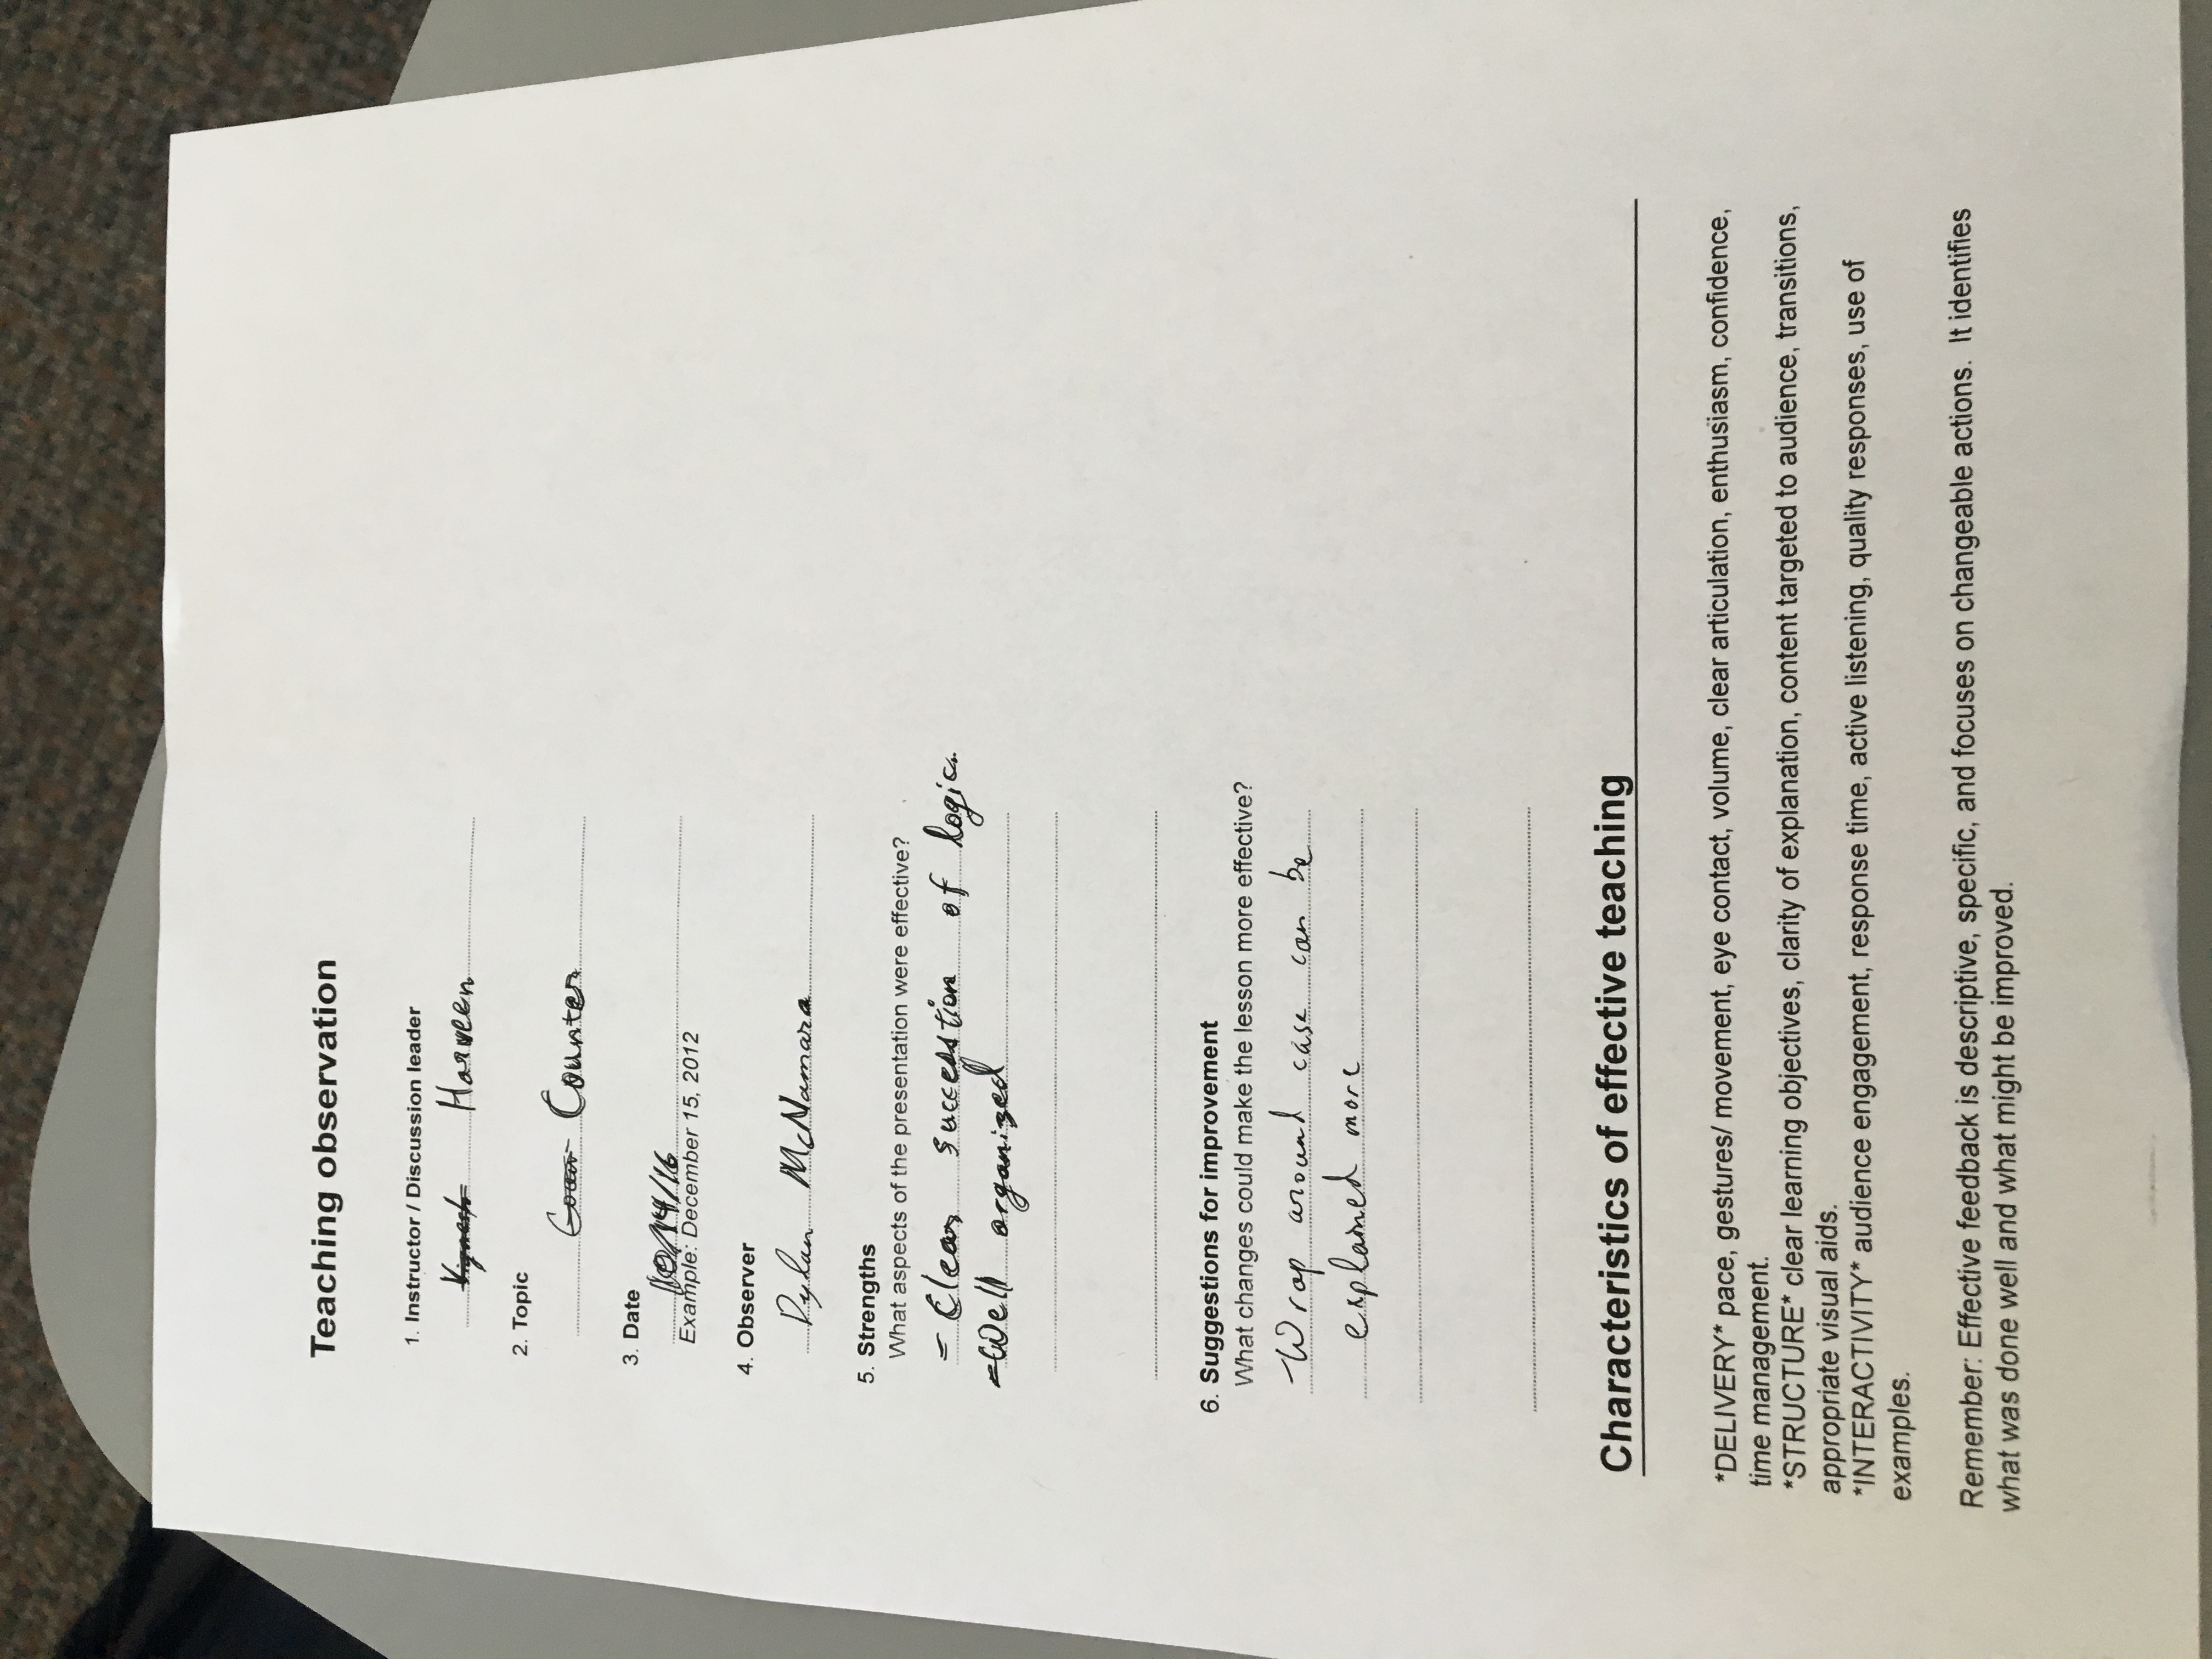 Teaching observation
1. Instructor / Discussion leader
Vignesh Harveen
2. Topic
Counter
3. Date
10/14/16
Example: December 15, 2012
4. Observer
Dylan McNamara
5. Strengths
What aspects of the presentation were effective?
- Clear succession of logic
- Well organized
6. Suggestions for improvement
What changes could make the lesson more effective?
- Wrap around case can be
explained more
Characteristics of effective teaching
*DELIVERY* pace, gestures/ movement, eye contact, volume, clear articulation, enthusiasm, confidence,
time management.
*STRUCTURE* clear learning objectives, clarity of explanation, content targeted to audience, transitions,
appropriate visual aids.
*INTERACTIVITY* audience engagement, response time, active listening, quality responses, use of
examples.
Remember: Effective feedback is descriptive, specific, and focuses on changeable actions. It identifies
what was done well and what might be improved.